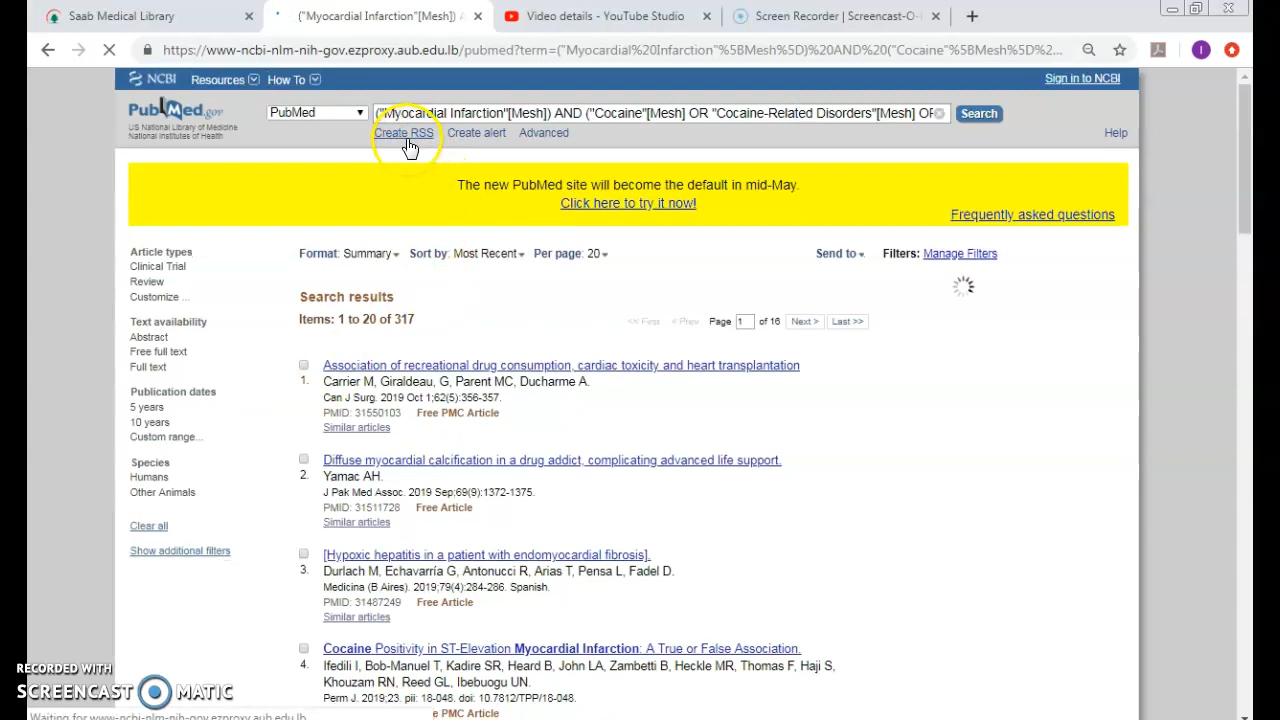 Saab Medical Library
("Myocardial Infarction"[Mesh]) A
Video details - YouTube Studio
Screen Recorder | Screencast-O-
https://www-ncbi-nlm-nih-gov.ezproxy.aub.edu.lb/pubmed?term=("Myocardial%20Infarction"%5BMesh%5D)%20AND%20("Cocaine"%5BMesh%5D%2...
NCBI Resources How To Sign in to NCBI
PubMed.gov
US National Library of Medicine
National Institutes of Health
PubMed ("Myocardial Infarction"[Mesh]) AND ("Cocaine"[Mesh] OR "Cocaine-Related Disorders"[Mesh] OR Search
Create RSS Create alert Advanced Help
The new PubMed site will become the default in mid-May.
Click here to try it now!
Frequently asked questions
Article types
Clinical Trial
Review
Customize ...
Text availability
Abstract
Free full text
Full text
Publication dates
5 years
10 years
Custom range...
Species
Humans
Other Animals
Clear all
Show additional filters
Format: Summary Sort by: Most Recent Per page: 20 Send to Filters: Manage Filters
Search results
Items: 1 to 20 of 317
<< First < Prev Page 1 of 16 Next > Last >>
Association of recreational drug consumption, cardiac toxicity and heart transplantation
1. Carrier M, Giraldeau, G, Parent MC, Ducharme A.
Can J Surg. 2019 Oct 1;62(5):356-357.
PMID: 31550103 Free PMC Article
Similar articles
Diffuse myocardial calcification in a drug addict, complicating advanced life support.
2. Yamac AH.
J Pak Med Assoc. 2019 Sep;69(9):1372-1375.
PMID: 31511728 Free Article
Similar articles
[Hypoxic hepatitis in a patient with endomyocardial fibrosis].
3. Durlach M, Echavarría G, Antonucci R, Arias T, Pensa L, Fadel D.
Medicina (B Aires). 2019;79(4):284-286. Spanish.
PMID: 31487249 Free Article
Similar articles
Cocaine Positivity in ST-Elevation Myocardial Infarction: A True or False Association.
4. Ifedili I, Bob-Manuel T, Kadire SR, Heard B, John LA, Zambetti B, Heckle MR, Thomas F, Haji S,
Khouzam RN, Reed GL, Ibebuogu UN.
Perm J. 2019;23. pii: 18-048. doi: 10.7812/TPP/18-048.
e PMC Article
RECORDED WITH
SCREENCAST MATIC
Waiting for www-ncbi-nlm-nih-gov.ezproxy.aub.edu.lb...